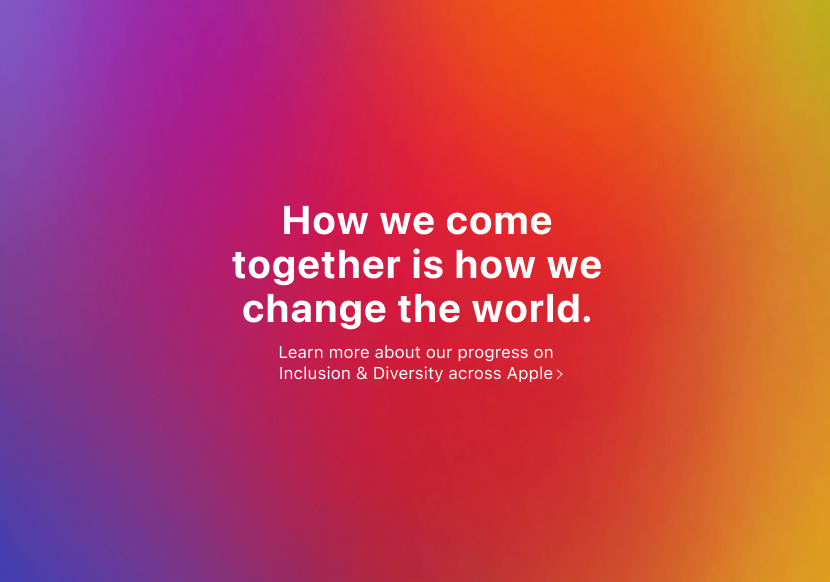 How we come
together is how we
change the world.
Learn more about our progress on
Inclusion & Diversity across Apple >